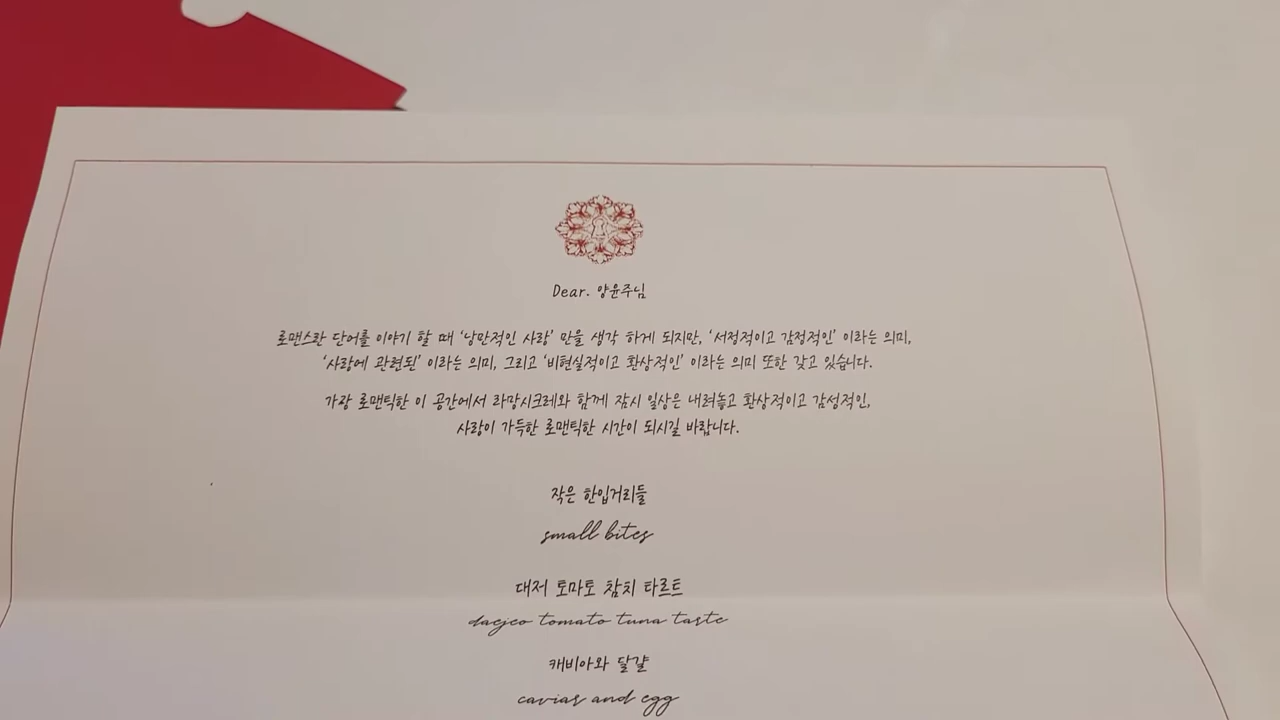 Dear. 양윤주님
로맨스란 단어를 이야기 할 때 '낭만적인 사랑' 만을 생각 하게 되지만, '서정적이고 감정적인' 이라는 의미,
'사랑에 관련된' 이라는 의미, 그리고 '비현실적이고 환상적인' 이라는 의미 또한 갖고 있습니다.
가장 로맨틱한 이 공간에서 라망시크레와 함께 잠시 일상은 내려놓고 환상적이고 감성적인,
사랑이 가득한 로맨틱한 시간이 되시길 바랍니다.
작은 한입거리들
small bites
대저 토마토 참치 타르트
daejeo tomato tuna tarte
캐비아와 달걀
caviar and egg